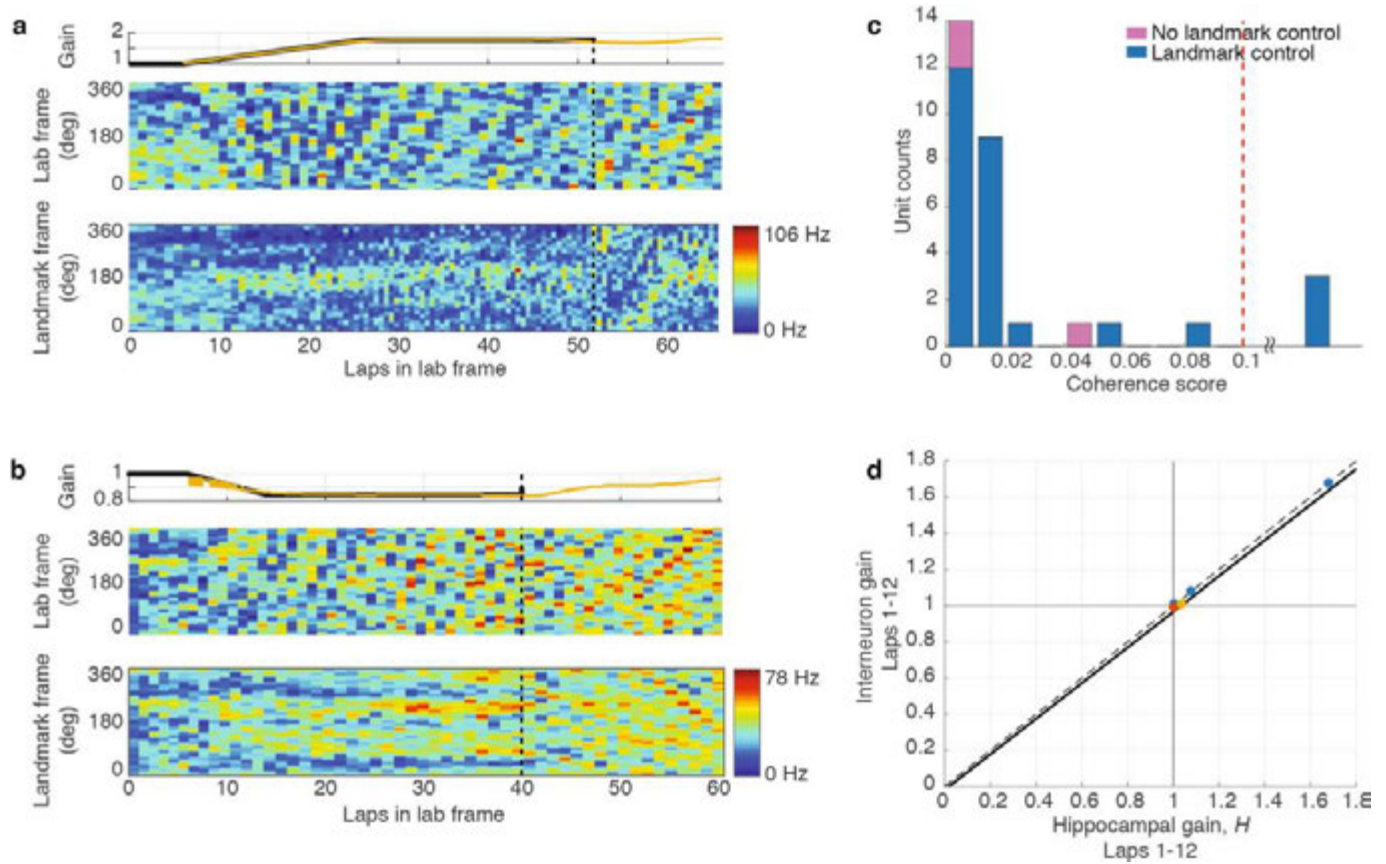 a
Gain
2
1
Lab frame
(deg)
360
180
0
Landmark frame
(deg)
360
180
0
106 Hz
0 Hz
0 10 20 30 40 50 60
Laps in lab frame
b
Gain
1
0.8
Lab frame
(deg)
360
180
0
Landmark frame
(deg)
360
180
0
78 Hz
0 Hz
0 10 20 30 40 50 60
Laps in lab frame
c
No landmark control
Landmark control
Unit counts
14
12
14
8
6
4
2
0
0 0.02 0.04 0.06 0.08 0.1
Coherence score
d
Interneuron gain
Laps 1-12
1.8
1.6
1.4
1.2
1
0.8
0.6
0.4
0.2
0
0 0.2 0.4 0.6 0.8 1 1.2 1.4 1.6 1.8
Hippocampal gain, H
Laps 1-12